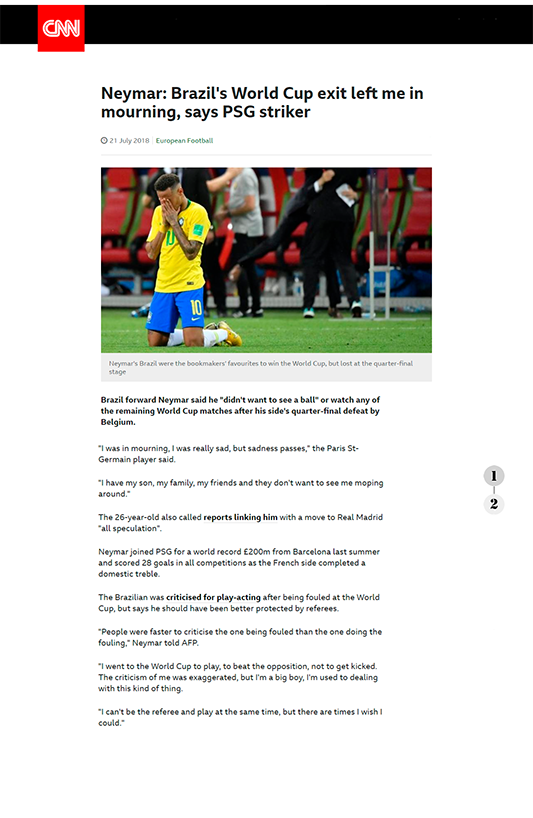 CNN
Neymar: Brazil's World Cup exit left me in
mourning, says PSG striker
21 July 2018 European Football
10
10
Neymar's Brazil were the bookmakers' favourites to win the World Cup, but lost at the quarter-final
stage
Brazil forward Neymar said he "didn't want to see a ball" or watch any of
the remaining World Cup matches after his side's quarter-final defeat by
Belgium.
"I was in mourning, I was really sad, but sadness passes," the Paris St-
Germain player said.
"I have my son, my family, my friends and they don't want to see me moping
around."
The 26-year-old also called reports linking him with a move to Real Madrid
"all speculation".
Neymar joined PSG for a world record £200m from Barcelona last summer
and scored 28 goals in all competitions as the French side completed a
domestic treble.
The Brazilian was criticised for play-acting after being fouled at the World
Cup, but says he should have been better protected by referees.
"People were faster to criticise the one being fouled than the one doing the
fouling," Neymar told AFP.
"I went to the World Cup to play, to beat the opposition, not to get kicked.
The criticism of me was exaggerated, but I'm a big boy, I'm used to dealing
with this kind of thing.
"I can't be the referee and play at the same time, but there are times I wish I
could."
1
2